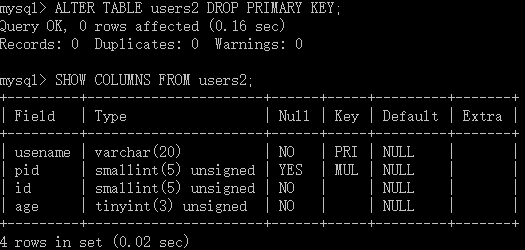 mysql> ALTER TABLE users2 DROP PRIMARY KEY;
Query OK, 0 rows affected (0.16 sec)
Records: 0  Duplicates: 0  Warnings: 0

mysql> SHOW COLUMNS FROM users2;
+---------+----------------------+------+-----+---------+-------+
| Field   | Type                 | Null | Key | Default | Extra |
+---------+----------------------+------+-----+---------+-------+
| usename | varchar(20)          | NO   | PRI | NULL    |       |
| pid     | smallint(5) unsigned | YES  | MUL | NULL    |       |
| id      | smallint(5) unsigned | NO   |     | NULL    |       |
| age     | tinyint(3) unsigned  | NO   |     | NULL    |       |
+---------+----------------------+------+-----+---------+-------+
4 rows in set (0.02 sec)